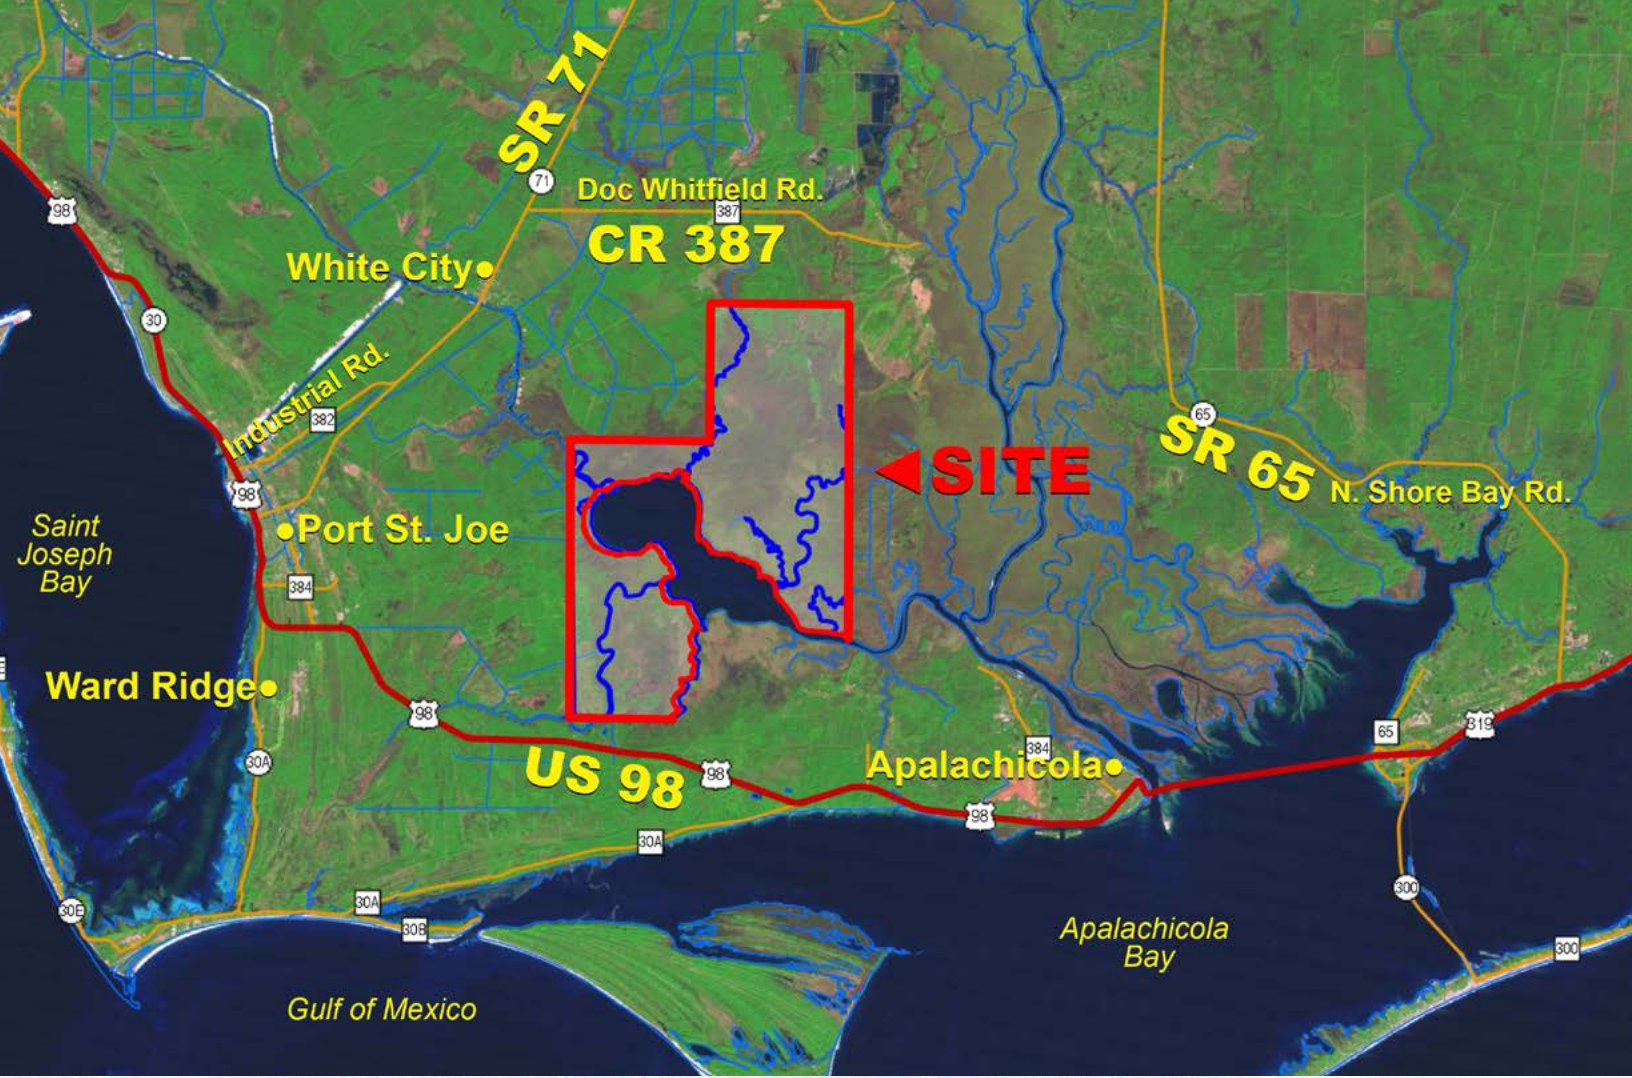 SR 71
71
Doc Whitfield Rd.
387
CR 387
98
White City
30
Industrial Rd.
382
65
SR 65
SITE
N. Shore Bay Rd.
98
Port St. Joe
Saint
Joseph
Bay
384
Ward Ridge
98
65
319
384
US 98
98
Apalachicola
30A
98
30A
300
30E
30A
30B
Apalachicola
Bay
300
Gulf of Mexico